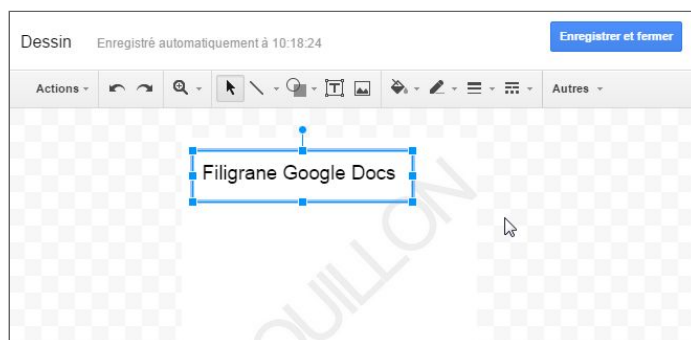 Dessin Enregistré automatiquement à 10:18:24 Enregistrer et fermer
Actions Autres
Filigrane Google Docs
OUILLON